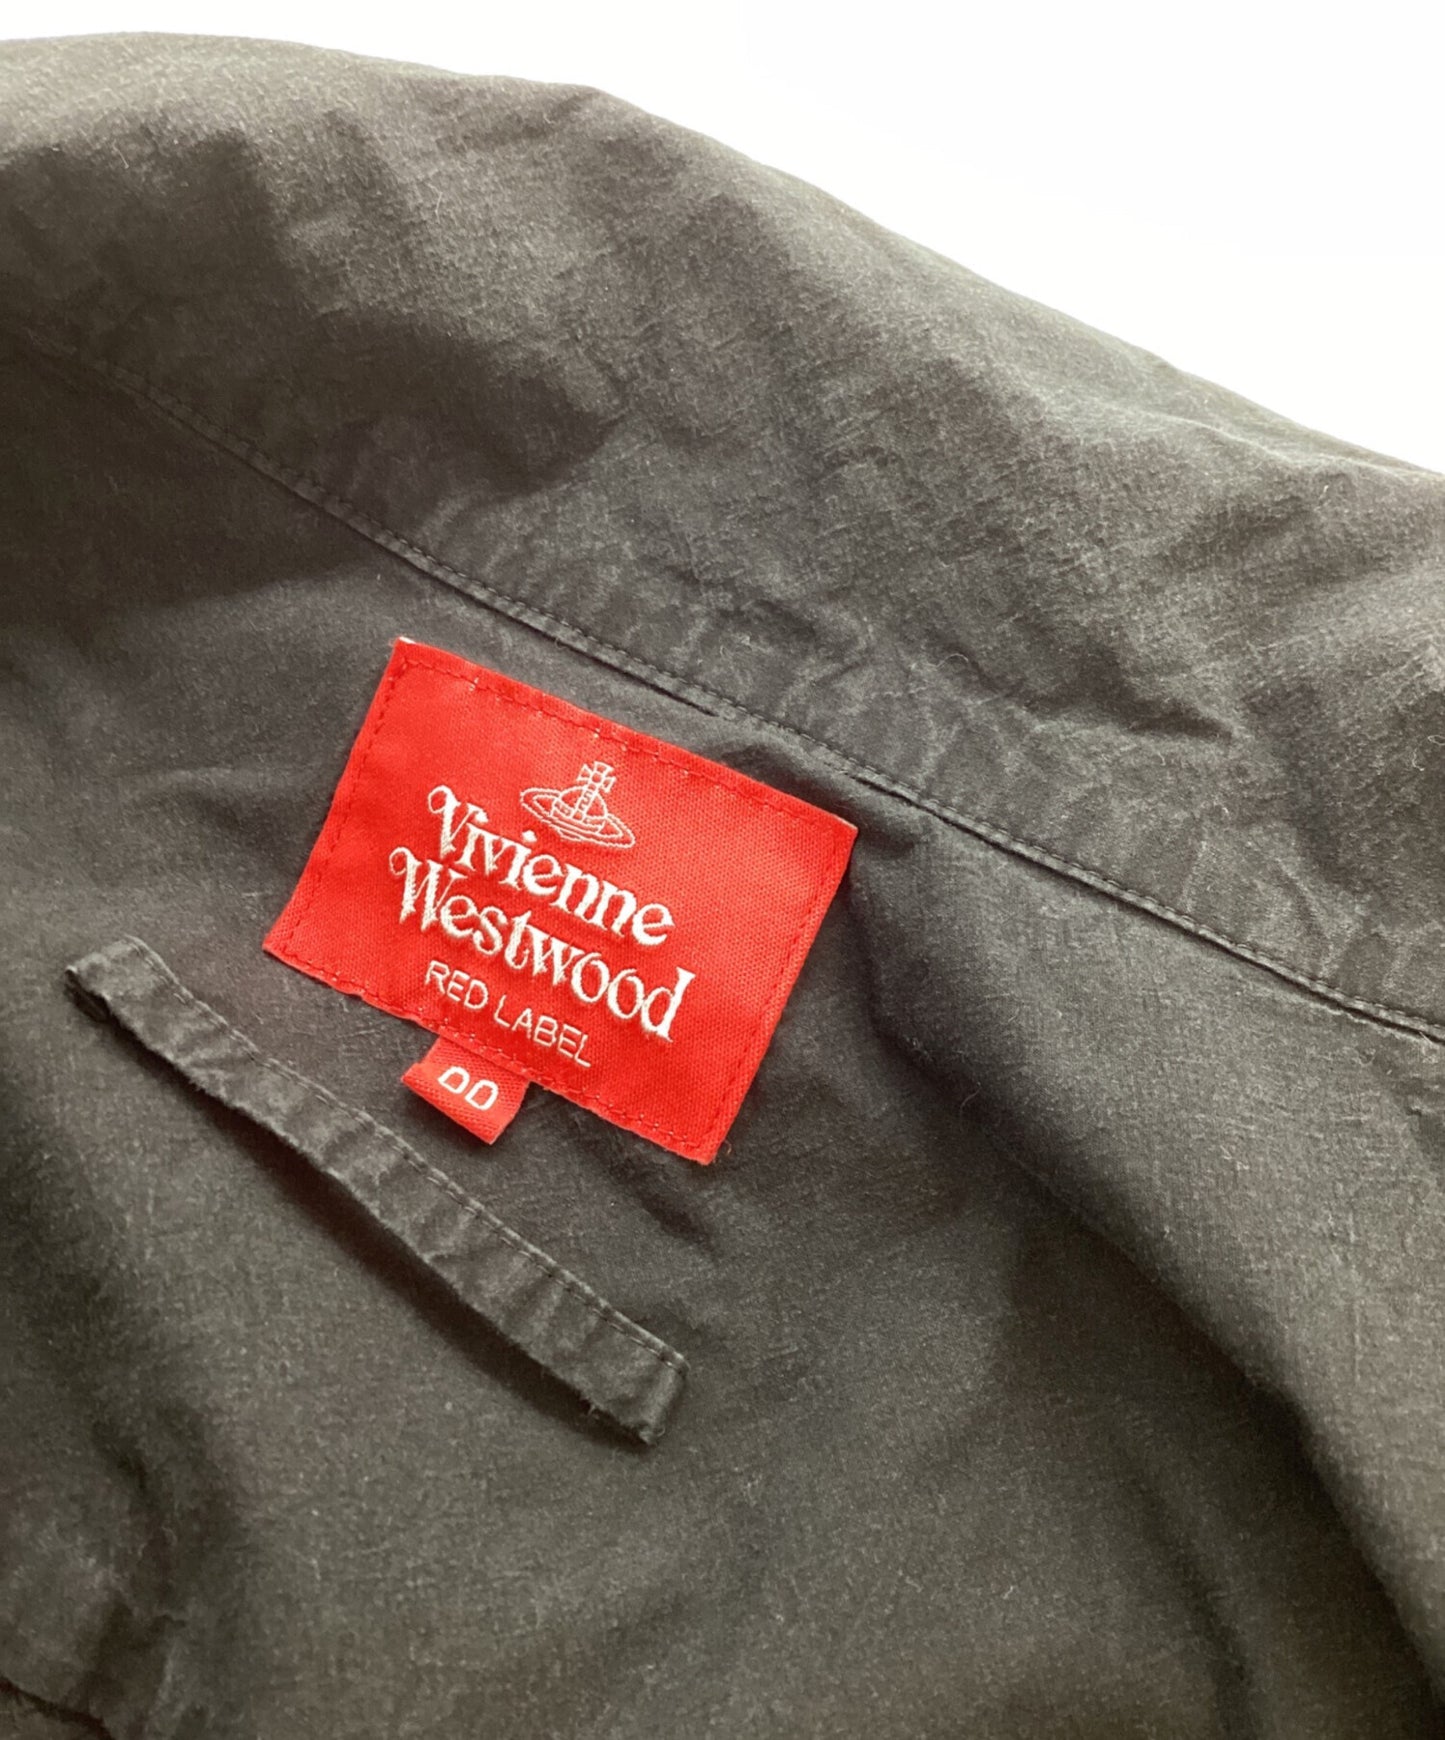 Vivienne
Westwood
RED LABEL
00